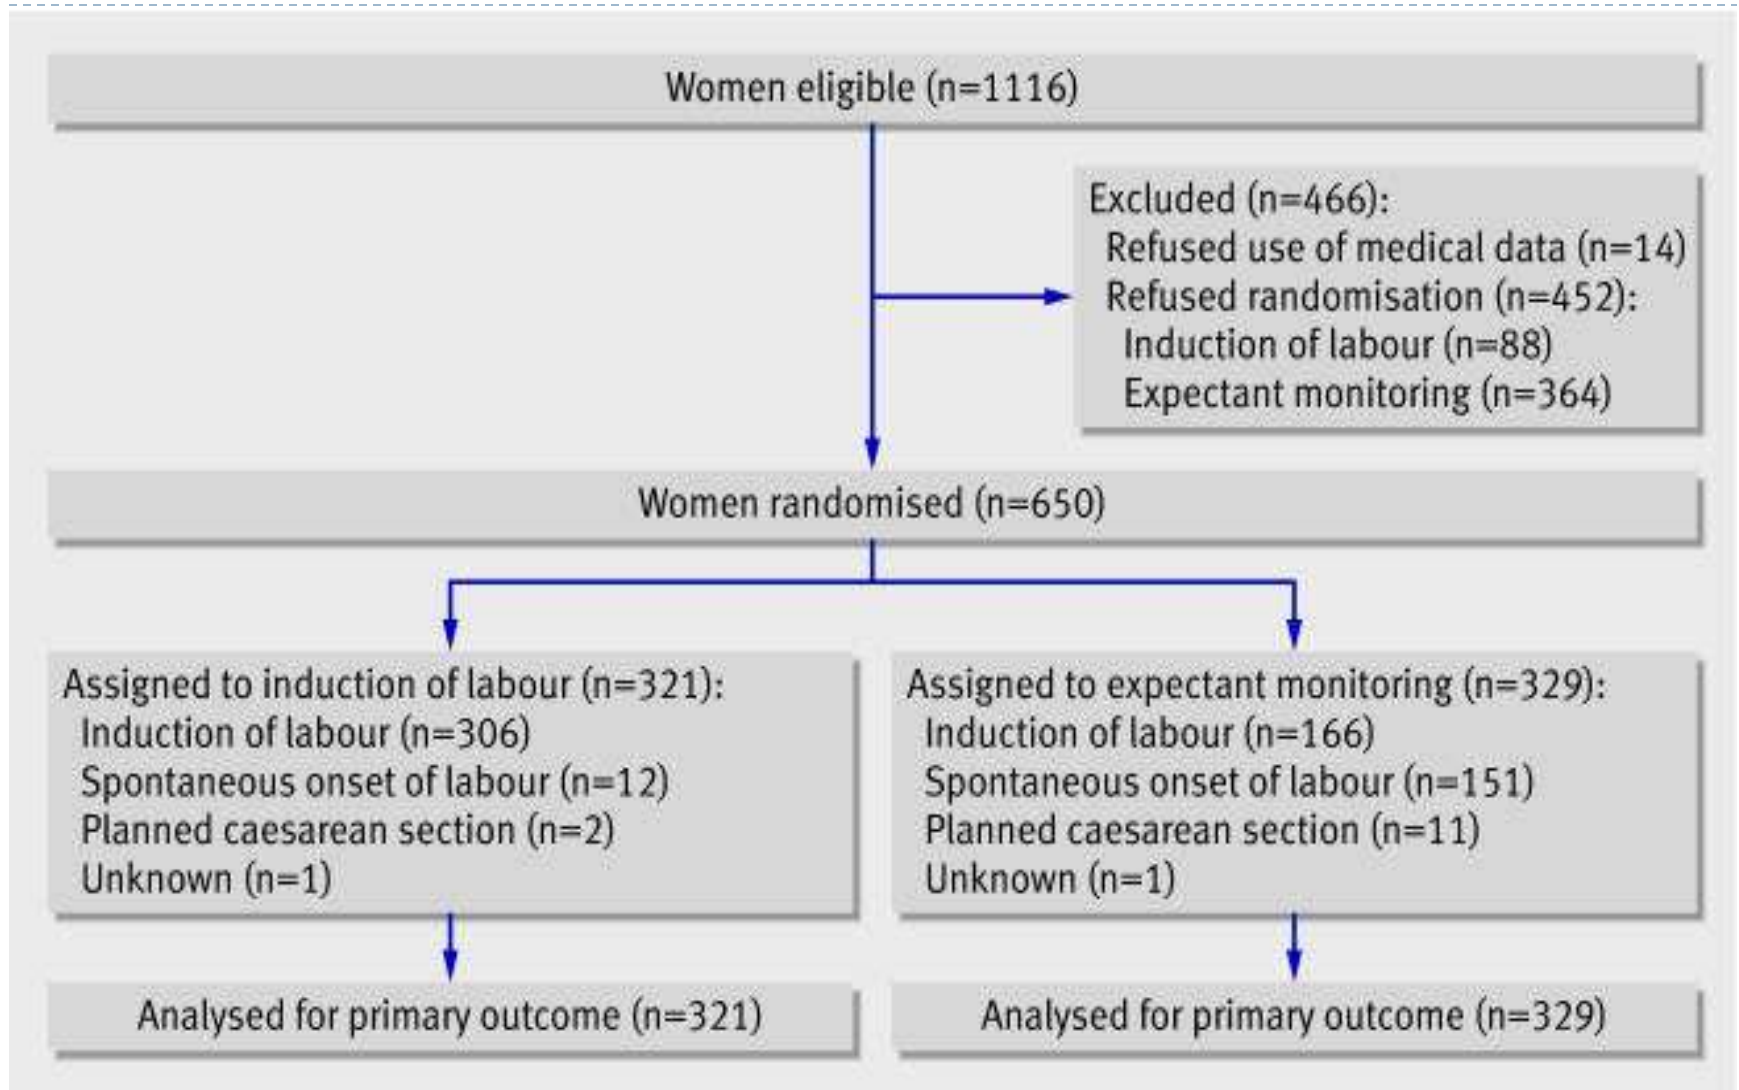 Women eligible (n=1116)
Excluded (n=466):
Refused use of medical data (n=14)
Refused randomisation (n=452):
Induction of labour (n=88)
Expectant monitoring (n=364)
Women randomised (n=650)
Assigned to induction of labour (n=321):
Induction of labour (n=306)
Spontaneous onset of labour (n=12)
Planned caesarean section (n=2)
Unknown (n=1)
Assigned to expectant monitoring (n=329):
Induction of labour (n=166)
Spontaneous onset of labour (n=151)
Planned caesarean section (n=11)
Unknown (n=1)
Analysed for primary outcome (n=321)
Analysed for primary outcome (n=329)